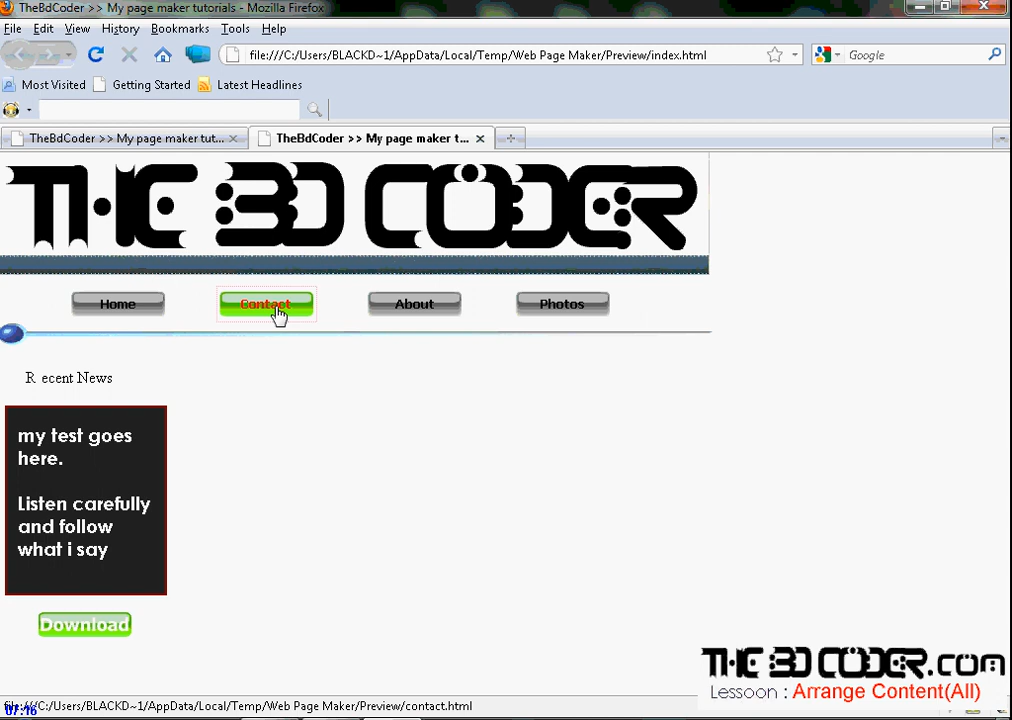 TheBdCoder >> My page maker tutorials - Mozilla Firefox
File Edit View History Bookmarks Tools Help
file:///C:/Users/BLACKD~1/AppData/Local/Temp/Web Page Maker/Preview/index.html
Google
Most Visited Getting Started Latest Headlines
TheBdCoder >> My page maker tut...
TheBdCoder >> My page maker t...
THE BD CODER
Home Contact About Photos
R ecent News
my test goes
here.
Listen carefully
and follow
what i say
Download
THE BD CODER.COM
Lessoon : Arrange Content(All)
file:///C:/Users/BLACKD~1/AppData/Local/Temp/Web Page Maker/Preview/contact.html
07:16